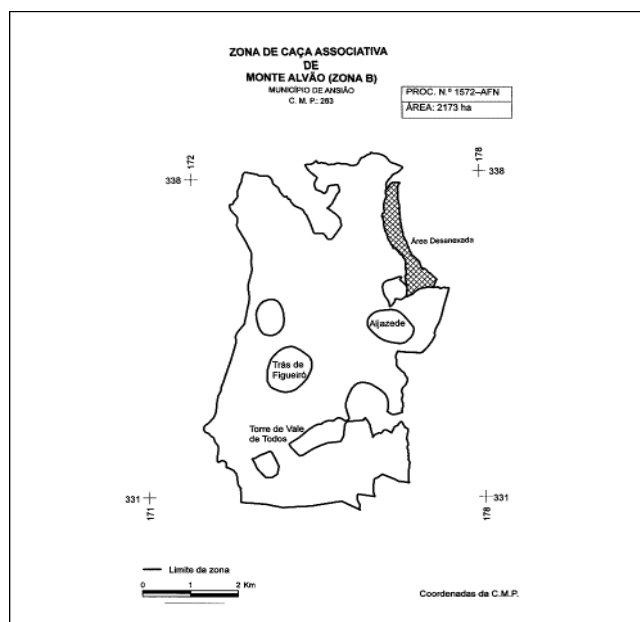 ZONA DE CAÇA ASSOCIATIVA
DE
MONTE ALVÃO (ZONA B)
MUNICÍPIO DE ANSIÃO
C. M. P.: 263
PROC. N.º 1572–AFN
ÁREA: 2173 ha
172
338
178
338
Área Desanexada
Aljazede
Trás de
Figueiró
Torre de Vale
de Todos
331
171
331
178
Limite da zona
0 1 2 Km
Coordenadas da C.M.P.